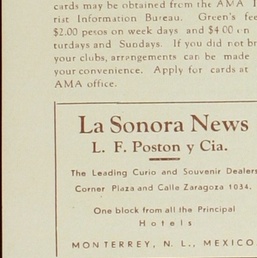 cards may be obtained from the AMA
rist Information Bureau. Green's fee
$2.00 petos on week days and $4.00 on
turdays and Sundays. If you did not br
your clubs, arrangements can be made
your convenience. Apply for cards at
AMA office.
La Sonora News
L. F. Poston y Cia.
The Leading Curio and Souvenir Dealers
Corner Plaza and Calle Zaragoza 1034.
One block from all the Principal
Hotels
MONTERREY, N. L., MEXICO